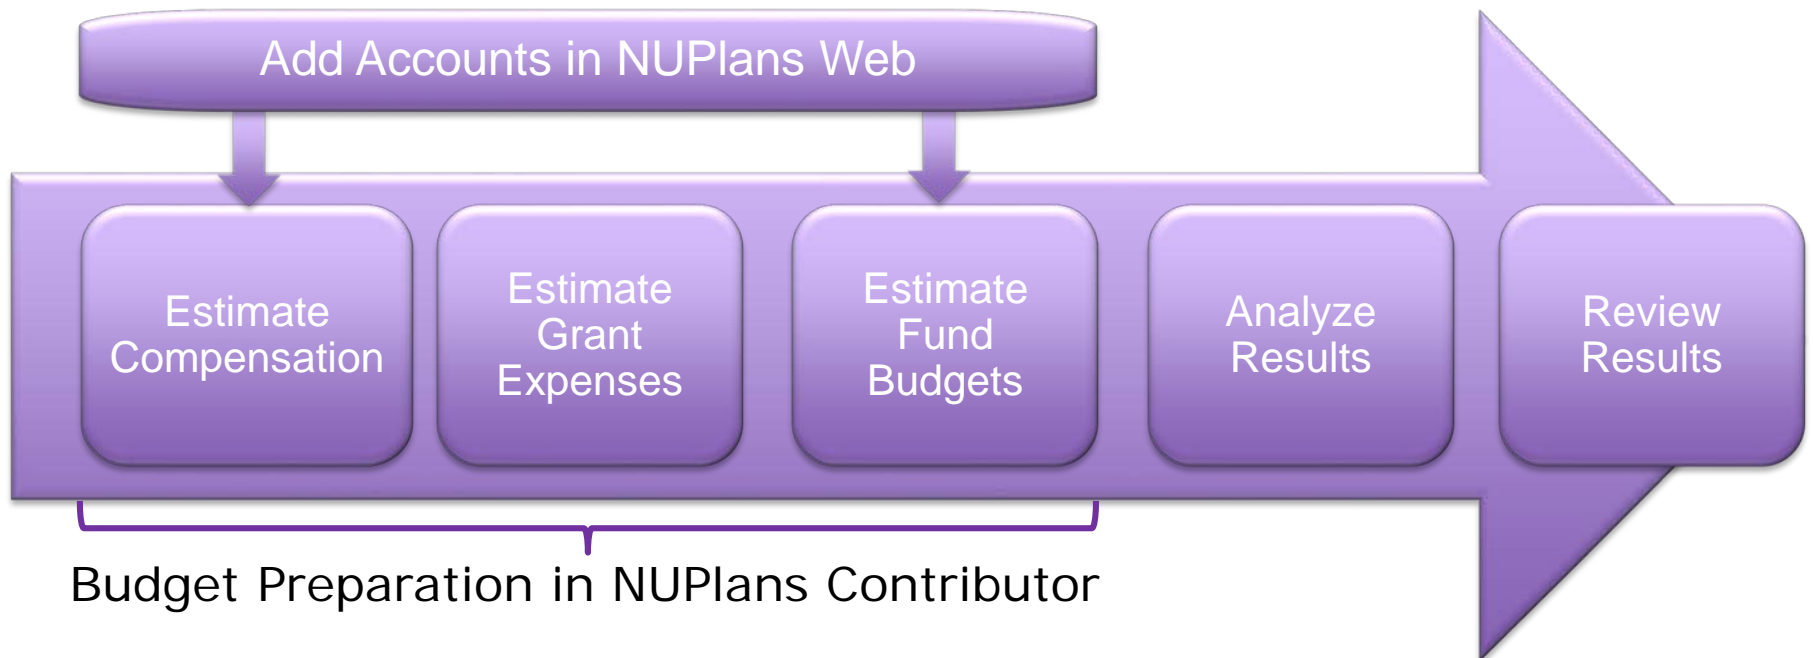 Add Accounts in NUPlans Web
Estimate
Compensation
Estimate
Grant
Expenses
Estimate
Fund
Budgets
Analyze
Results
Review
Results
Budget Preparation in NUPlans Contributor